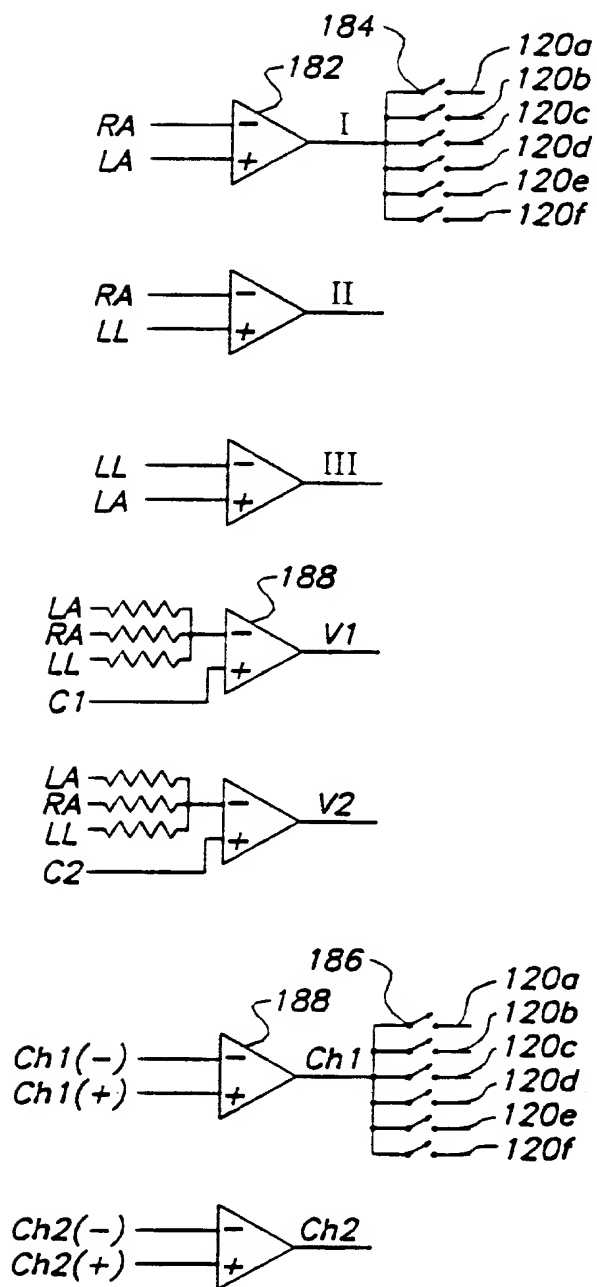 184
120a
182
120b
RA
−
I
120c
LA
+
120d
120e
120f
RA
−
II
LL
+
LL
−
III
LA
+
188
LA
RA
−
V1
LL
+
C1
LA
RA
−
V2
LL
+
C2
186
120a
188
120b
Ch1(-)
−
Ch1
120c
Ch1(+)
+
120d
120e
120f
Ch2(-)
−
Ch2
Ch2(+)
+